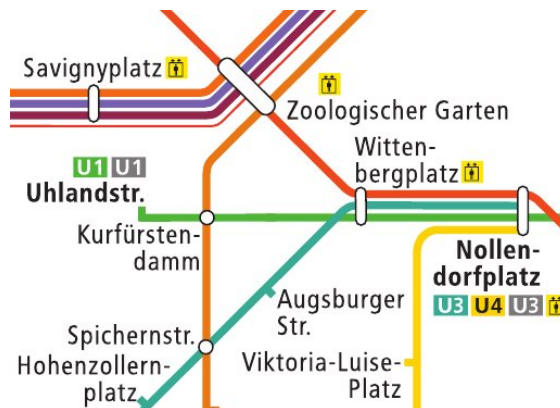 Savignyplatz
Zoologischer Garten
Witten-
bergplatz
U1 U1
Uhlandstr.
Kurfürsten-
damm
Nollen-
dorfplatz
U3 U4 U3
Augsburger
Str.
Spichernstr.
Hohenzollern-
platz
Viktoria-Luise-
Platz